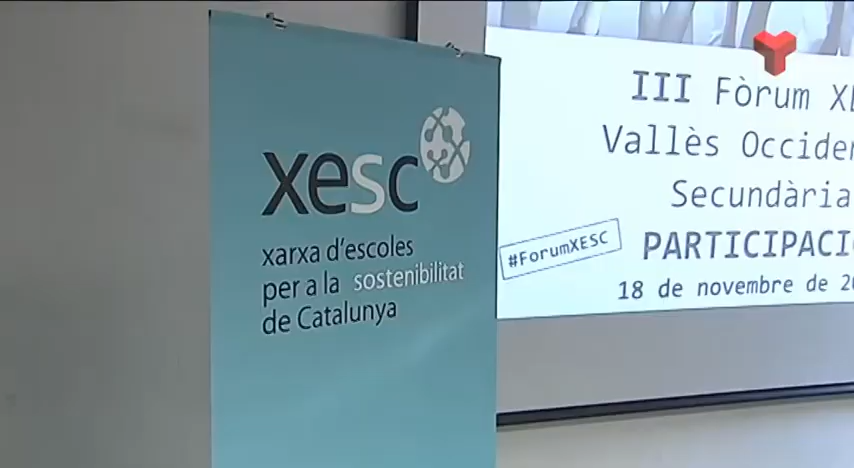 xesc
xarxa d'escoles
per a la sostenibilitat
de Catalunya
III Fòrum
Vallès
Secundària
#ForumXESC
18 de novembre de